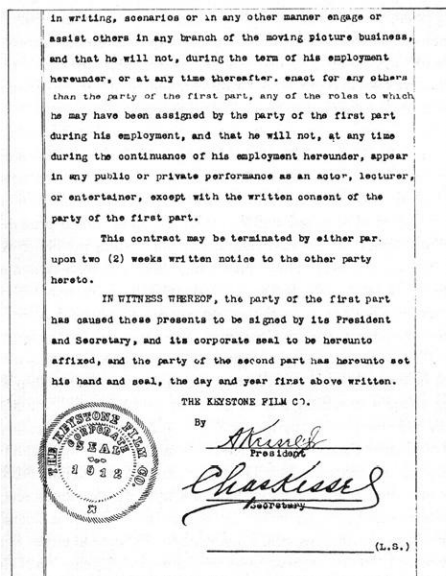 in writing, scenarios or in any other manner engage or
assist others in any branch of the moving picture business,
and that he will not, during the term of his employment
hereunder, or at any time thereafter. enact for any others
than the party of the first part, any of the roles to which
he may have been assigned by the party of the first part
during his employment, and that he will not, at any time
during the continuance of his employment hereunder, appear
in any public or private performance as an actor, lecturer,
or entertainer, except with the written consent of the
party of the first part.
This contract may be terminated by either par.
upon two (2) weeks written notice to the other party
hereto.
IN WITNESS WHEREOF, the party of the first part
has caused these presents to be signed by its President
and Secretary, and its corporate seal to be hereunto
affixed, and the party of the second part has hereunto set
his hand and seal, the day and year first above written.
THE KEYSTONE FILM CO.
By
President
THE KEYSTONE FILM CO
CORPORATE
SEAL
1912
Chas Kessel
Secretary
(L.S.)